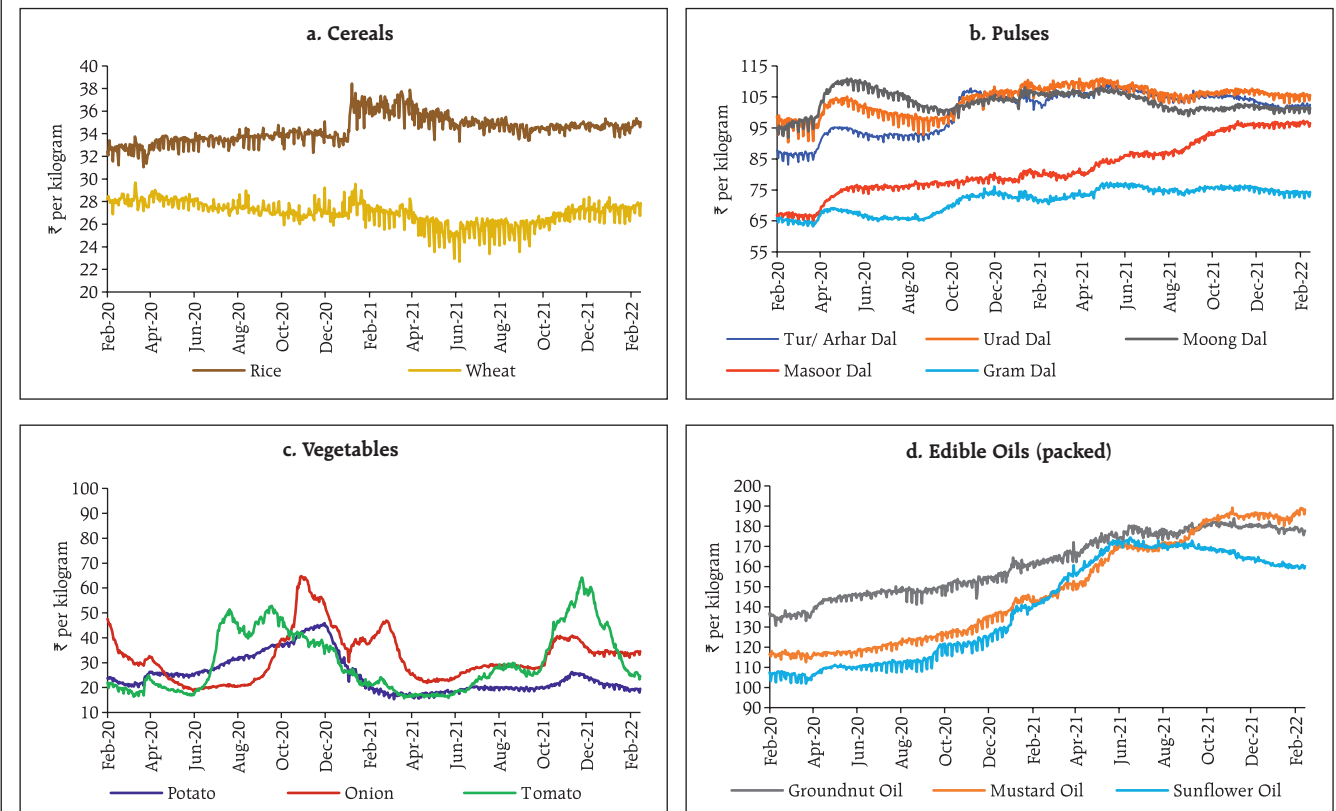 a. Cereals
₹ per kilogram
40
38
36
34
32
30
28
26
24
22
20
Feb-20
Apr-20
Jun-20
Aug-20
Oct-20
Dec-20
Feb-21
Apr-21
Jun-21
Aug-21
Oct-21
Dec-21
Feb-22
Rice
Wheat
b. Pulses
₹ per kilogram
115
105
95
85
75
65
55
Feb-20
Apr-20
Jun-20
Aug-20
Oct-20
Dec-20
Feb-21
Apr-21
Jun-21
Aug-21
Oct-21
Dec-21
Feb-22
Tur/ Arhar Dal
Urad Dal
Moong Dal
Masoor Dal
Gram Dal
c. Vegetables
₹ per kilogram
100
90
80
70
60
50
40
30
20
10
Feb-20
Apr-20
Jun-20
Aug-20
Oct-20
Dec-20
Feb-21
Apr-21
Jun-21
Aug-21
Oct-21
Dec-21
Feb-22
Potato
Onion
Tomato
d. Edible Oils (packed)
₹ per kilogram
200
190
180
170
160
150
140
130
120
110
100
90
Feb-20
Apr-20
Jun-20
Aug-20
Oct-20
Dec-20
Feb-21
Apr-21
Jun-21
Aug-21
Oct-21
Dec-21
Feb-22
Groundnut Oil
Mustard Oil
Sunflower Oil